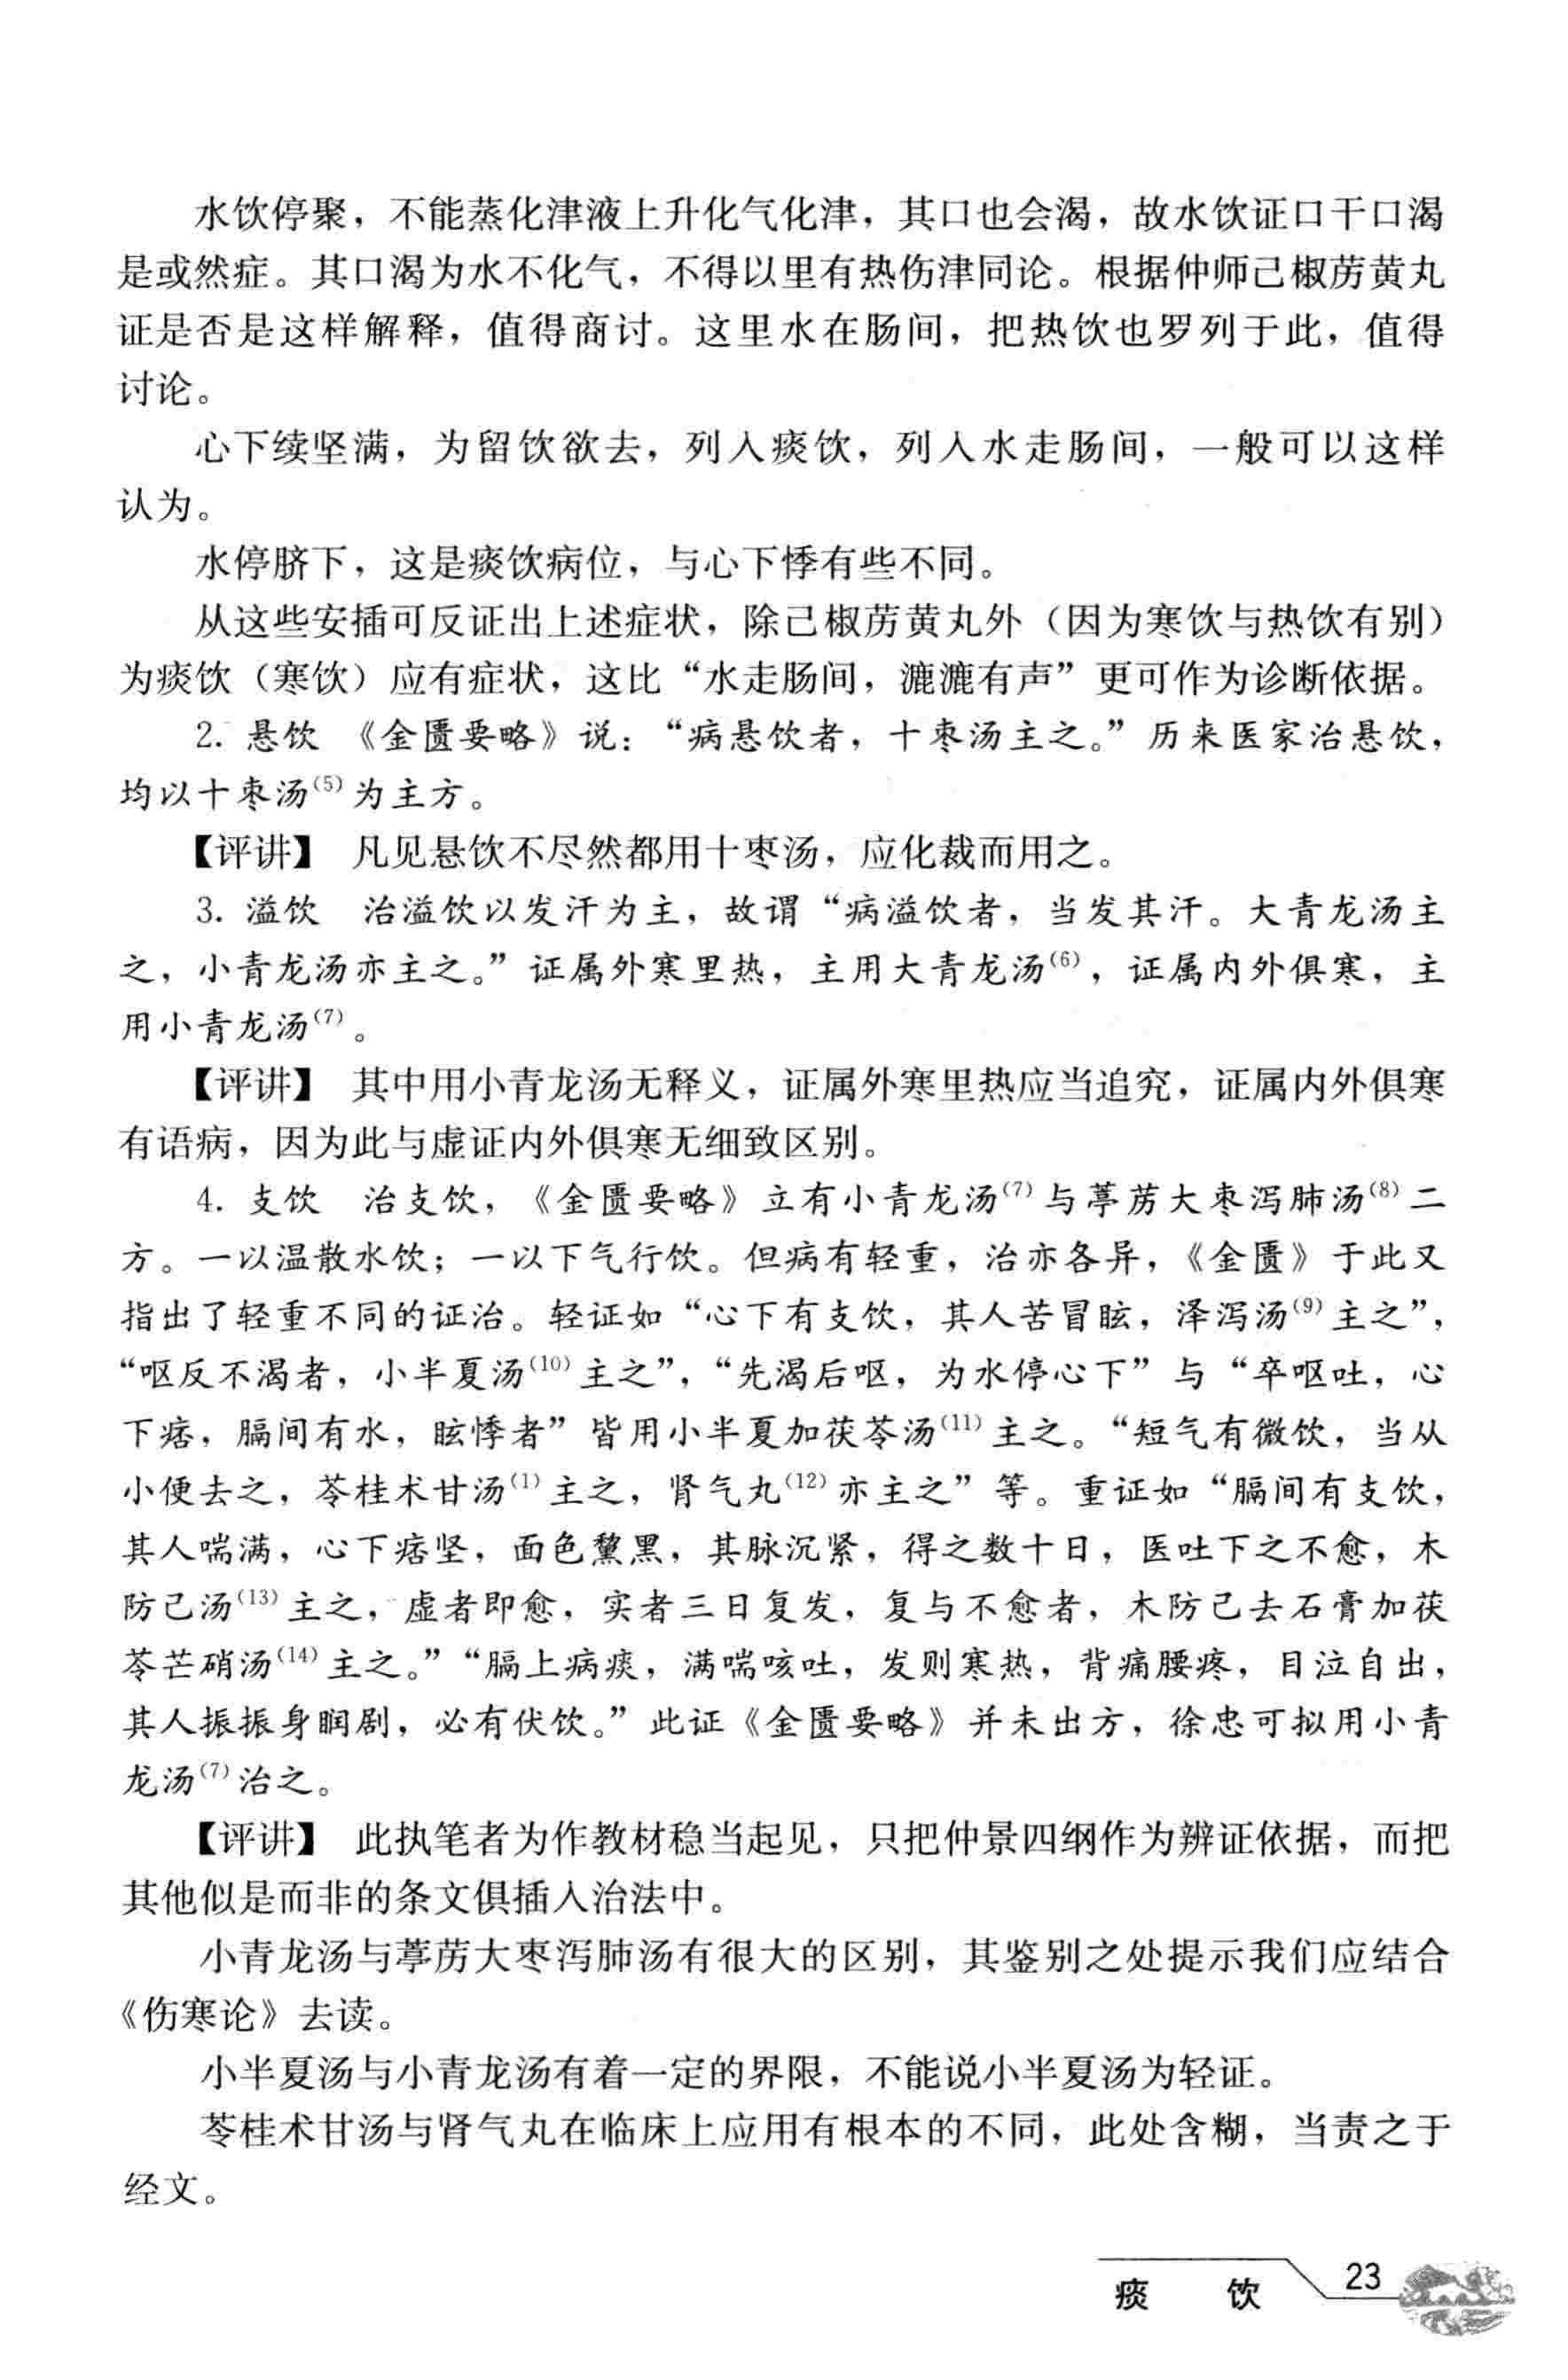 水饮停聚，不能蒸化津液上升化气化津，其口也会渴，故水饮证口干口渴
是或然症。其口渴为水不化气，不得以里有热伤津同论。根据仲师己椒苈黄丸
证是否是这样解释，值得商讨。这里水在肠间，把热饮也罗列于此，值得
讨论。
心下续坚满，为留饮欲去，列入痰饮，列入水走肠间，一般可以这样
认为。
水停脐下，这是痰饮病位，与心下悸有些不同。
从这些安插可反证出上述症状，除己椒苈黄丸外（因为寒饮与热饮有别）
为痰饮（寒饮）应有症状，这比“水走肠间，漉漉有声”更可作为诊断依据。
2. 悬饮　《金匮要略》说：“病悬饮者，十枣汤主之。”历来医家治悬饮，
均以十枣汤⁽⁵⁾为主方。
【评讲】　凡见悬饮不尽然都用十枣汤，应化裁而用之。
3. 溢饮　治溢饮以发汗为主，故谓“病溢饮者，当发其汗。大青龙汤主
之，小青龙汤亦主之。”证属外寒里热，主用大青龙汤⁽⁶⁾，证属内外俱寒，主
用小青龙汤⁽⁷⁾。
【评讲】　其中用小青龙汤无释义，证属外寒里热应当追究，证属内外俱寒
有语病，因为此与虚证内外俱寒无细致区别。
4. 支饮　治支饮，《金匮要略》立有小青龙汤⁽⁷⁾与葶苈大枣泻肺汤⁽⁸⁾二
方。一以温散水饮；一以下气行饮。但病有轻重，治亦各异，《金匮》于此又
指出了轻重不同的证治。轻证如“心下有支饮，其人苦冒眩，泽泻汤⁽⁹⁾主之”，
“呕反不渴者，小半夏汤⁽¹⁰⁾主之”，“先渴后呕，为水停心下”与“卒呕吐，心
下痞，膈间有水，眩悸者”皆用小半夏加茯苓汤⁽¹¹⁾主之。“短气有微饮，当从
小便去之，苓桂术甘汤⁽¹⁾主之，肾气丸⁽¹²⁾亦主之”等。重证如“膈间有支饮，
其人喘满，心下痞坚，面色黧黑，其脉沉紧，得之数十日，医吐下之不愈，木
防己汤⁽¹³⁾主之，虚者即愈，实者三日复发，复与不愈者，木防己去石膏加茯
苓芒硝汤⁽¹⁴⁾主之。”“膈上病痰，满喘咳吐，发则寒热，背痛腰疼，目泣自出，
其人振振身瞤剧，必有伏饮。”此证《金匮要略》并未出方，徐忠可拟用小青
龙汤⁽⁷⁾治之。
【评讲】　此执笔者为作教材稳当起见，只把仲景四纲作为辨证依据，而把
其他似是而非的条文俱插入治法中。
小青龙汤与葶苈大枣泻肺汤有很大的区别，其鉴别之处提示我们应结合
《伤寒论》去读。
小半夏汤与小青龙汤有着一定的界限，不能说小半夏汤为轻证。
苓桂术甘汤与肾气丸在临床上应用有根本的不同，此处含糊，当责之于
经文。
痰　饮　23